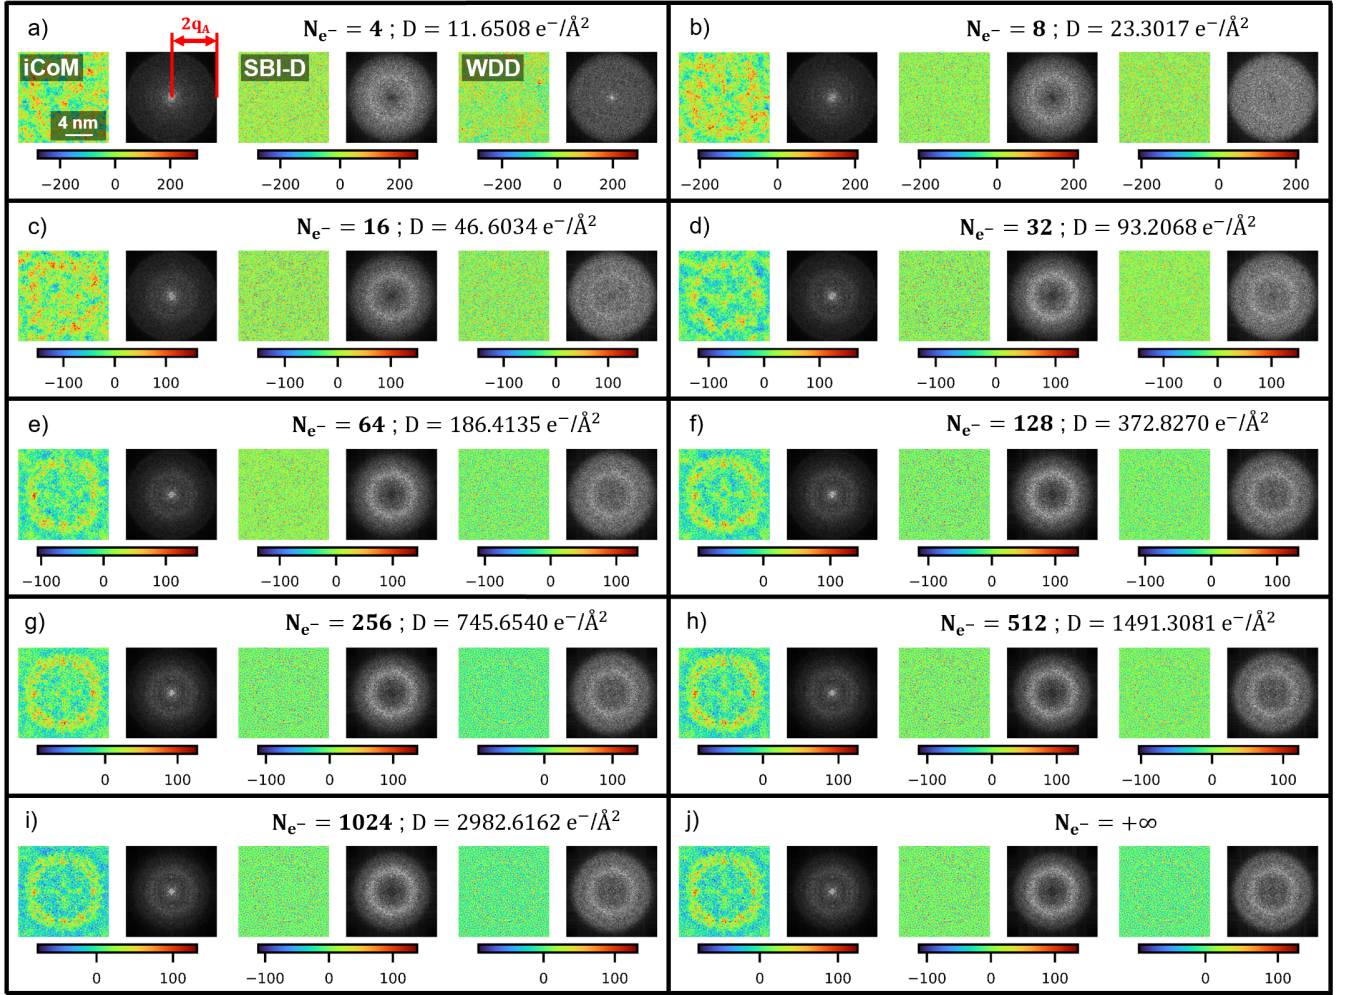 a) 2q_A N_e⁻ = 4 ; D = 11.6508 e⁻/Å²
iCoM SBI-D WDD
4 nm
−200 0 200 −200 0 200 −200 0 200
b) N_e⁻ = 8 ; D = 23.3017 e⁻/Å²
−200 0 200 −200 0 200 0 200
c) N_e⁻ = 16 ; D = 46.6034 e⁻/Å²
−100 0 100 −100 0 100 −100 0 100
d) N_e⁻ = 32 ; D = 93.2068 e⁻/Å²
−100 0 100 −100 0 100 −100 0 100
e) N_e⁻ = 64 ; D = 186.4135 e⁻/Å²
−100 0 100 −100 0 100 −100 0 100
f) N_e⁻ = 128 ; D = 372.8270 e⁻/Å²
0 100 −100 0 100 −100 0 100
g) N_e⁻ = 256 ; D = 745.6540 e⁻/Å²
0 100 −100 0 100 0 100
h) N_e⁻ = 512 ; D = 1491.3081 e⁻/Å²
0 100 −100 0 100 0 100
i) N_e⁻ = 1024 ; D = 2982.6162 e⁻/Å²
0 100 −100 0 100 0 100
j) N_e⁻ = +∞
0 100 −100 0 100 0 100